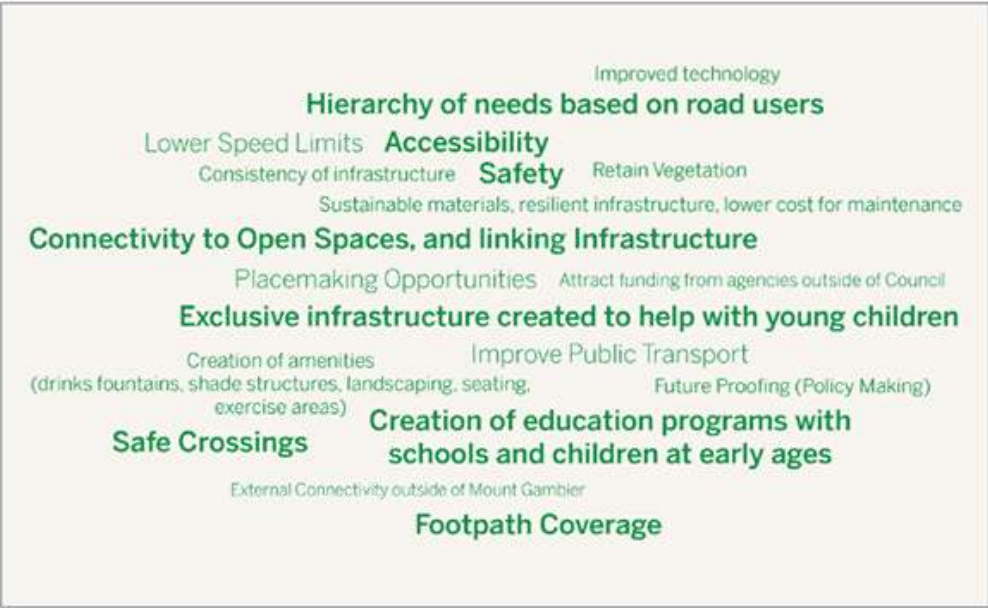 Improved technology
Hierarchy of needs based on road users
Lower Speed Limits Accessibility
Consistency of infrastructure Safety Retain Vegetation
Sustainable materials, resilient infrastructure, lower cost for maintenance
Connectivity to Open Spaces, and linking Infrastructure
Placemaking Opportunities Attract funding from agencies outside of Council
Exclusive infrastructure created to help with young children
Improve Public Transport
Creation of amenities
(drinks fountains, shade structures, landscaping, seating,
exercise areas)
Future Proofing (Policy Making)
Creation of education programs with
schools and children at early ages
Safe Crossings
External Connectivity outside of Mount Gambier
Footpath Coverage